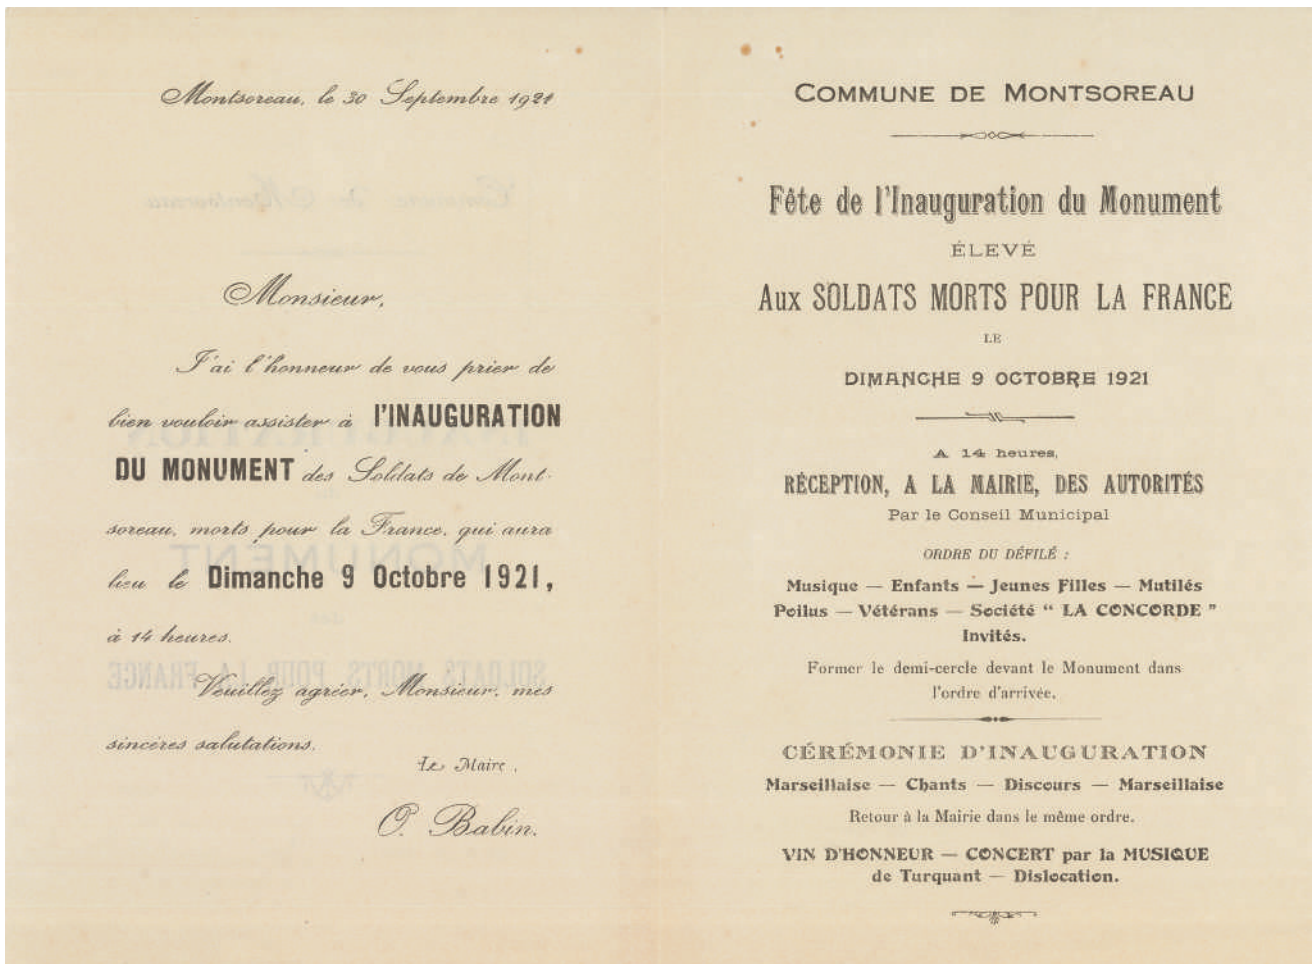 Montsoreau, le 30 Septembre 1921
Monsieur,
J'ai l'honneur de vous prier de
bien vouloir assister à l'INAUGURATION
DU MONUMENT des Soldats de Mont-
soreau, morts pour la France, qui aura
lieu le Dimanche 9 Octobre 1921,
à 14 heures.
Veuillez agréer, Monsieur, mes
sincères salutations.
Le Maire,
O. Babin.
COMMUNE DE MONTSOREAU
Fête de l'Inauguration du Monument
ÉLEVÉ
Aux SOLDATS MORTS POUR LA FRANCE
LE
DIMANCHE 9 OCTOBRE 1921
A 14 heures,
RÉCEPTION, A LA MAIRIE, DES AUTORITÉS
Par le Conseil Municipal
ORDRE DU DÉFILÉ :
Musique — Enfants — Jeunes Filles — Mutilés
Poilus — Vétérans — Société “ LA CONCORDE ”
Invités.
Former le demi-cercle devant le Monument dans
l'ordre d'arrivée.
CÉRÉMONIE D'INAUGURATION
Marseillaise — Chants — Discours — Marseillaise
Retour à la Mairie dans le même ordre.
VIN D'HONNEUR — CONCERT par la MUSIQUE
de Turquant — Dislocation.